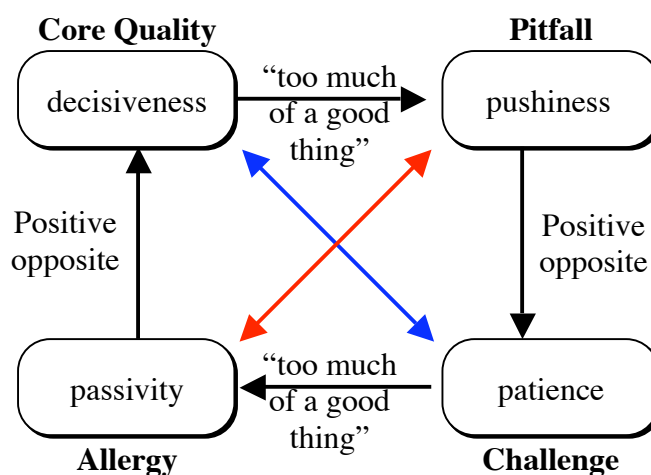 Core Quality
Pitfall
decisiveness
“too much
of a good
thing”
pushiness
Positive
opposite
Positive
opposite
passivity
“too much
of a good
thing”
patience
Allergy
Challenge